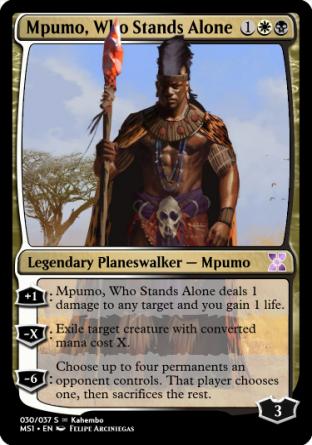 Mpumo, Who Stands Alone 1
Legendary Planeswalker — Mpumo
+1 : Mpumo, Who Stands Alone deals 1
damage to any target and you gain 1 life.
-X : Exile target creature with converted
mana cost X.
-6 : Choose up to four permanents an
opponent controls. That player chooses
one, then sacrifices the rest.
3
030/037 S = Kahembo
MS1 • EN Felipe Arciniegas